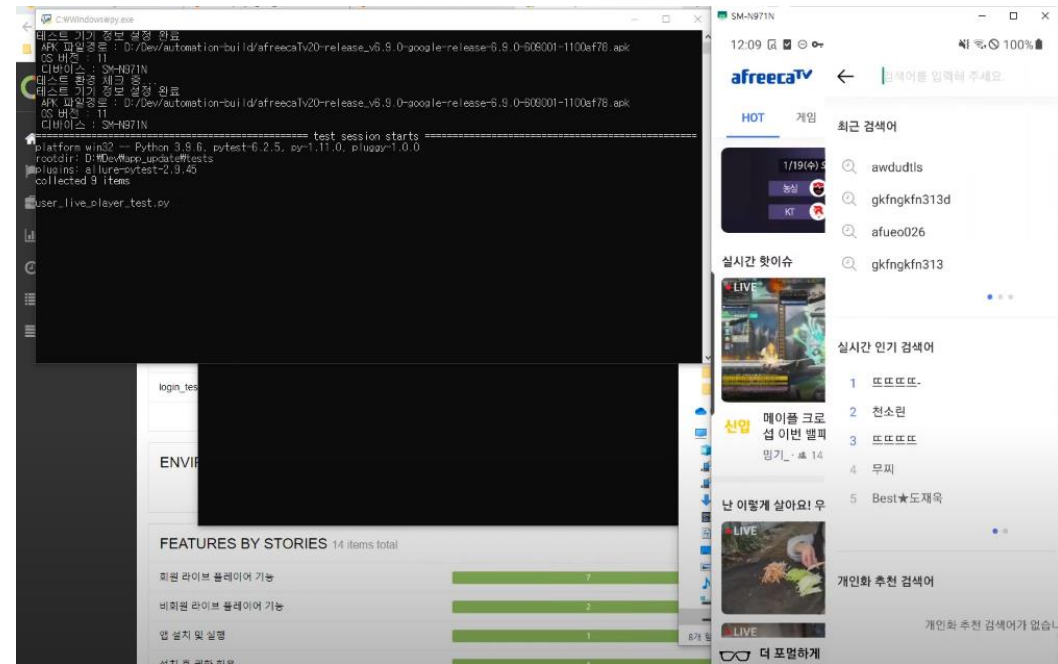 C:₩Windows₩py.exe
테스트 기기 정보 설정 완료
APK 파일경로 : D:/Dev/automation-build/afreecaTv20-release_v6.9.0-google-release-6.9.0-609001-1100af78.apk
OS 버전 : 11
디바이스 : SM-N971N
테스트 환경 체크 중...
테스트 기기 정보 설정 완료
APK 파일경로 : D:/Dev/automation-build/afreecaTv20-release_v6.9.0-google-release-6.9.0-609001-1100af78.apk
OS 버전 : 11
디바이스 : SM-N971N
test session starts
platform win32 -- Python 3.9.6, pytest-6.2.5, py-1.11.0, pluggy-1.0.0
rootdir: D:₩Dev₩app_update₩tests
plugins: allure-pytest-2.9.45
collected 9 items
user_live_player_test.py
login_tes
ENVIF
FEATURES BY STORIES 14 items total
회원 라이브 플레이어 기능 7
비회원 라이브 플레이어 기능 2
앱 설치 및 실행 1
8개 항
SM-N971N
12:09
100%
afreecaTV
검색어를 입력해 주세요.
HOT 게임
최근 검색어
1/19(수)
농심
KT
awdudtls
gkfngkfn313d
afueo026
gkfngkfn313
실시간 핫이슈
LIVE
신입
메이플 크로
섭 이번 밸패
밍기_ · 14
실시간 인기 검색어
1 뜨뜨뜨뜨-
2 천소린
3 뜨뜨뜨뜨
4 무찌
5 Best★도재욱
난 이렇게 살아요! 우
LIVE
개인화 추천 검색어
개인화 추천 검색어가 없습니
LIVE
더 포멀하게